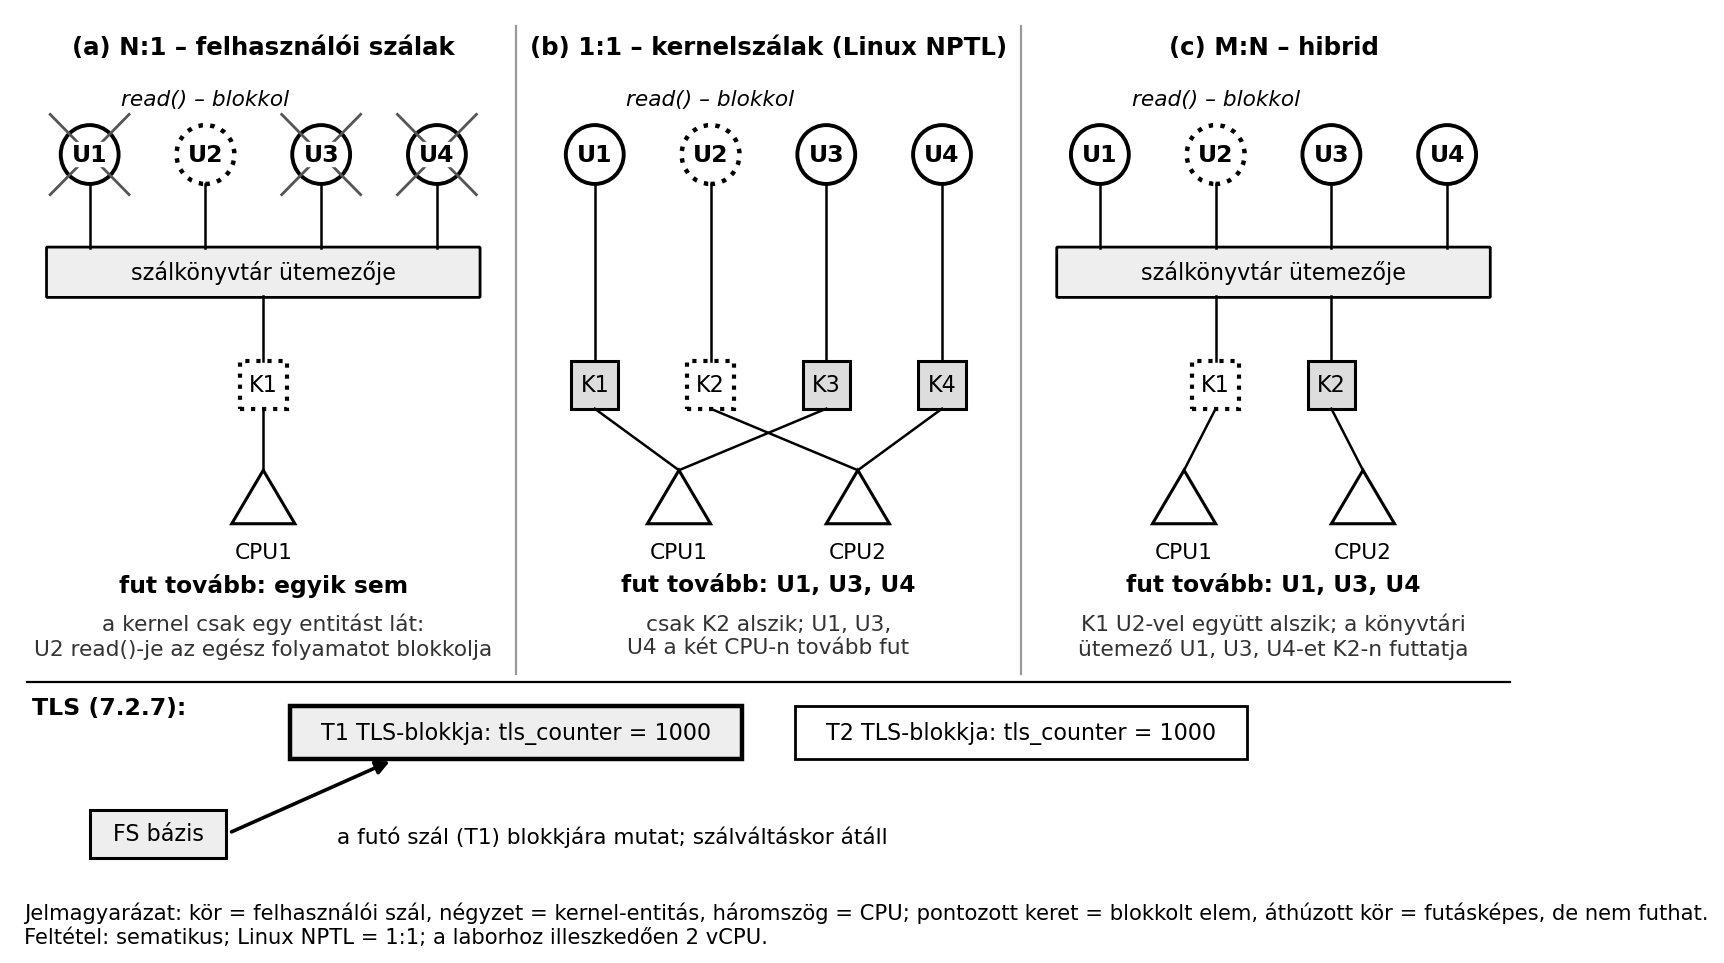 (a) N:1 – felhasználói szálak
read() – blokkol
U1 U2 U3 U4
szálkönyvtár ütemezője
K1
CPU1
fut tovább: egyik sem
a kernel csak egy entitást lát:
U2 read()-je az egész folyamatot blokkolja
(b) 1:1 – kernelszálak (Linux NPTL)
read() – blokkol
U1 U2 U3 U4
K1 K2 K3 K4
CPU1 CPU2
fut tovább: U1, U3, U4
csak K2 alszik; U1, U3,
U4 a két CPU-n tovább fut
(c) M:N – hibrid
read() – blokkol
U1 U2 U3 U4
szálkönyvtár ütemezője
K1 K2
CPU1 CPU2
fut tovább: U1, U3, U4
K1 U2-vel együtt alszik; a könyvtári
ütemező U1, U3, U4-et K2-n futtatja
TLS (7.2.7):
T1 TLS-blokkja: tls_counter = 1000
T2 TLS-blokkja: tls_counter = 1000
FS bázis
a futó szál (T1) blokkjára mutat; szálváltáskor átáll
Jelmagyarázat: kör = felhasználói szál, négyzet = kernel-entitás, háromszög = CPU; pontozott keret = blokkolt elem, áthúzott kör = futásképes, de nem futhat.
Feltétel: sematikus; Linux NPTL = 1:1; a laborhoz illeszkedően 2 vCPU.